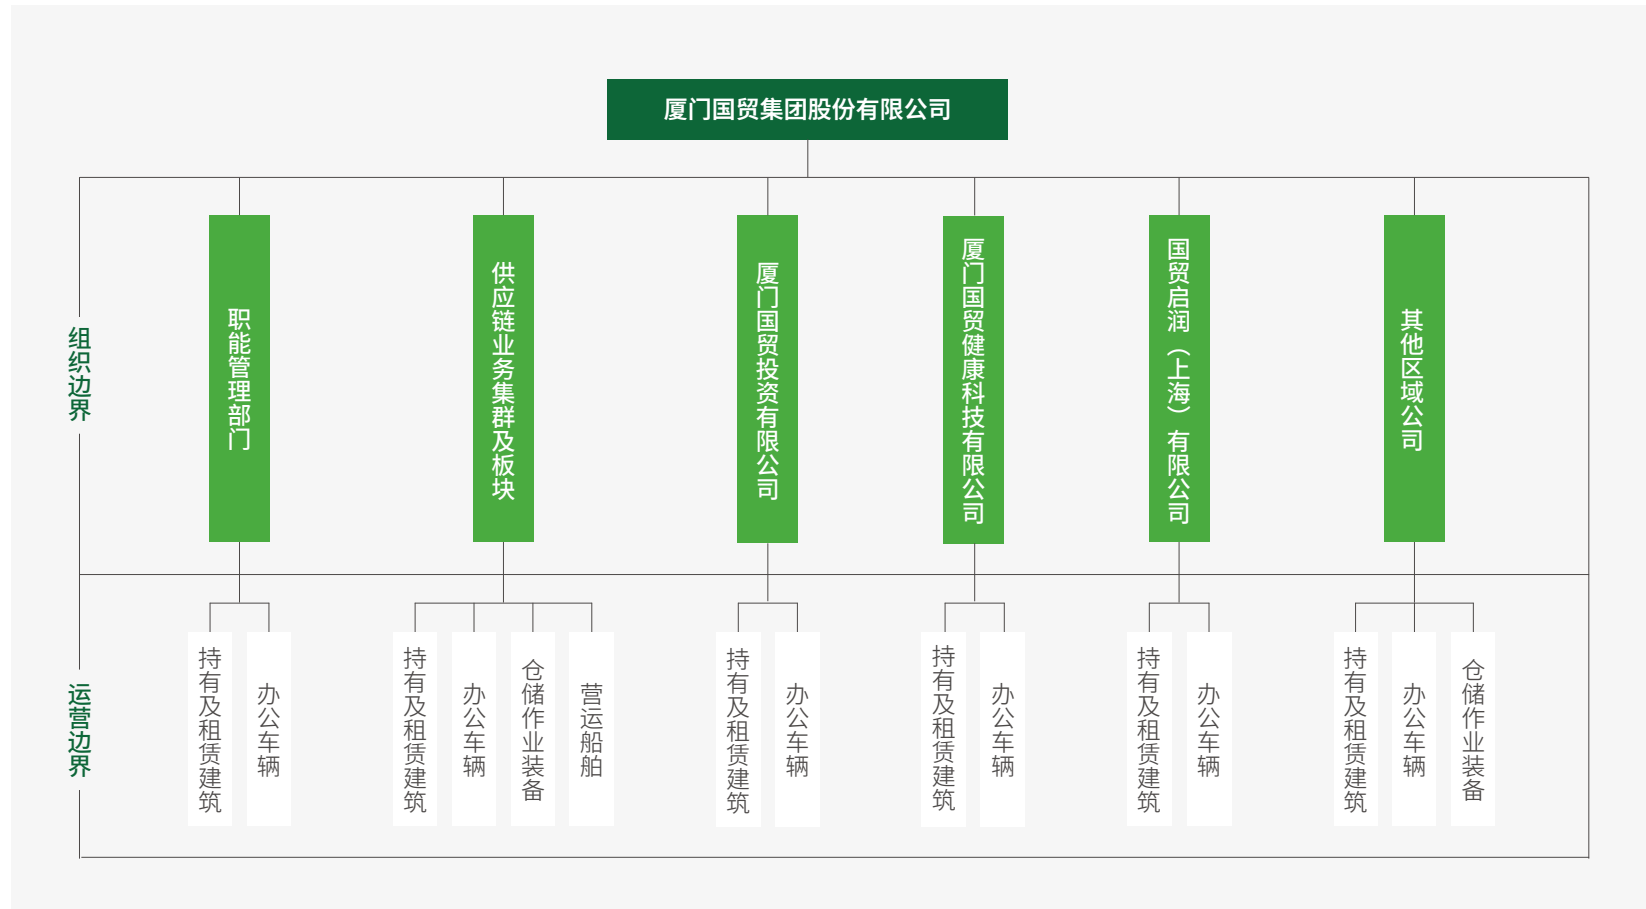 厦门国贸集团股份有限公司
组织边界
职能管理部门
供应链业务集群及板块
厦门国贸投资有限公司
厦门国贸健康科技有限公司
国贸启润（上海）有限公司
其他区域公司
运营边界
持有及租赁建筑
办公车辆
持有及租赁建筑
办公车辆
仓储作业装备
营运船舶
持有及租赁建筑
办公车辆
持有及租赁建筑
办公车辆
持有及租赁建筑
办公车辆
持有及租赁建筑
办公车辆
仓储作业装备